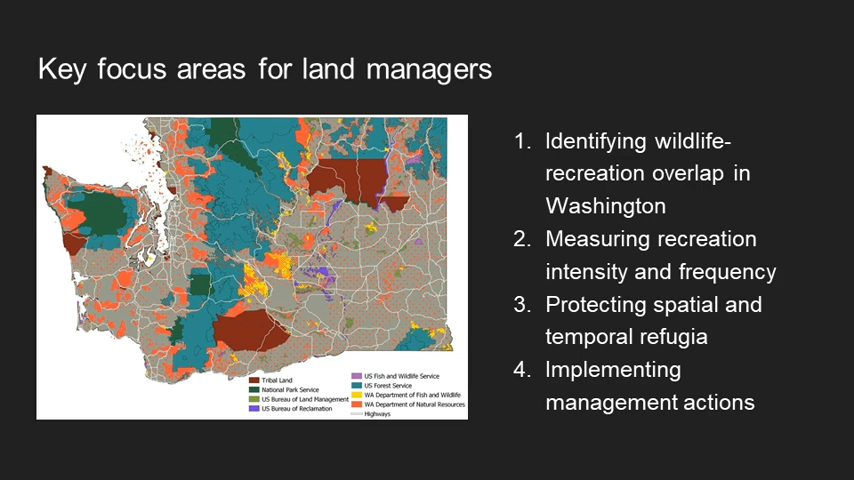 Key focus areas for land managers
1. Identifying wildlife-
recreation overlap in
Washington
2. Measuring recreation
intensity and frequency
3. Protecting spatial and
temporal refugia
4. Implementing
management actions
Tribal Land
National Park Service
US Bureau of Land Management
US Bureau of Reclamation
US Fish and Wildlife Service
US Forest Service
WA Department of Fish and Wildlife
WA Department of Natural Resources
Highways